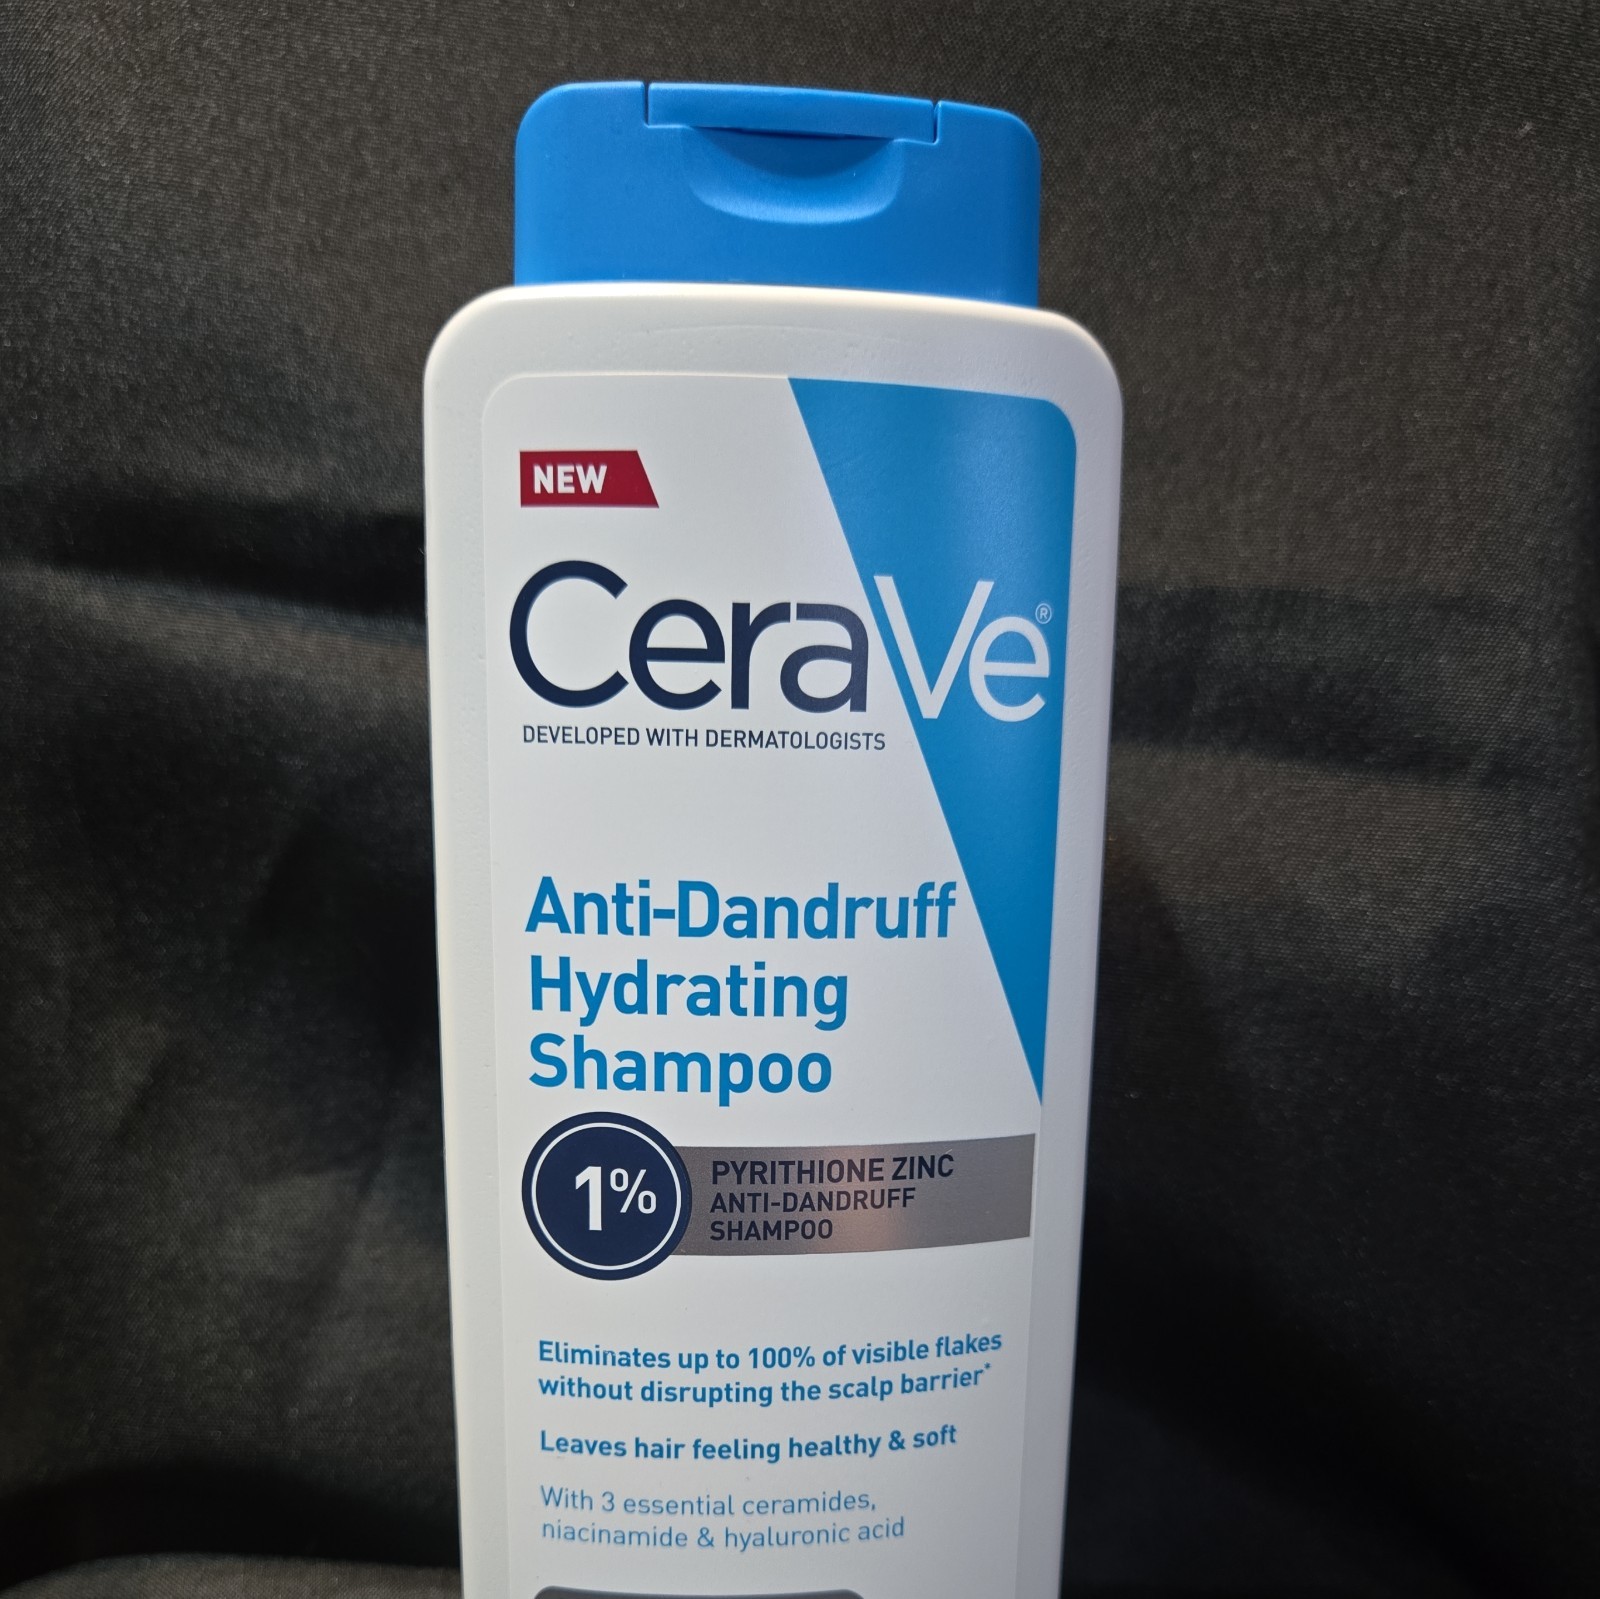 NEW
CeraVe®
DEVELOPED WITH DERMATOLOGISTS
Anti-Dandruff
Hydrating
Shampoo
1%
PYRITHIONE ZINC
ANTI-DANDRUFF
SHAMPOO
Eliminates up to 100% of visible flakes
without disrupting the scalp barrier*
Leaves hair feeling healthy & soft
With 3 essential ceramides,
niacinamide & hyaluronic acid